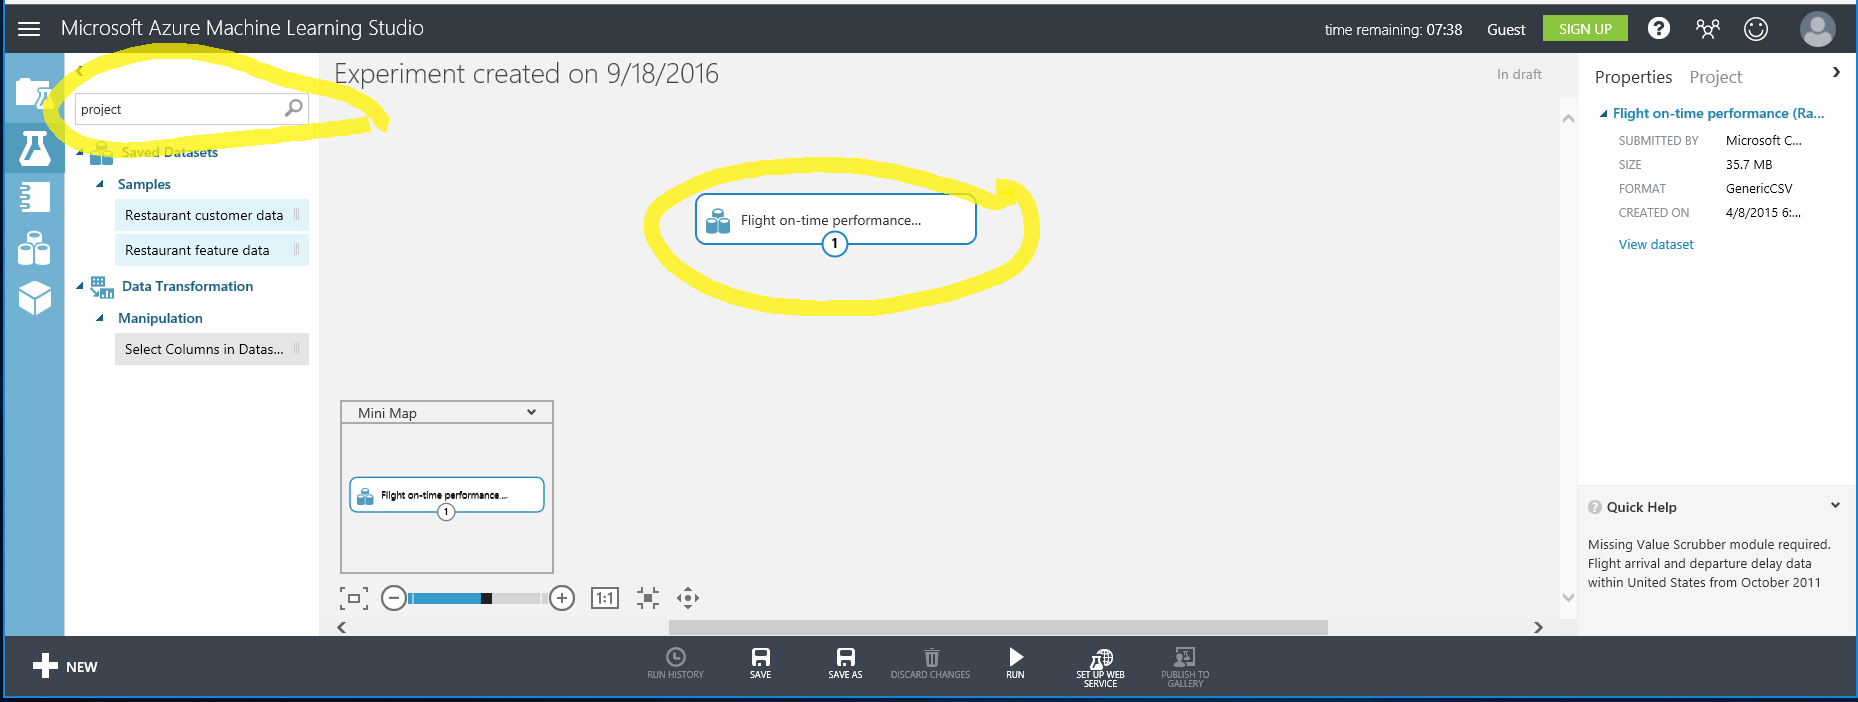 Microsoft Azure Machine Learning Studio
time remaining: 07:38 Guest SIGN UP ?
project
Saved Datasets
Samples
Restaurant customer data
Restaurant feature data
Data Transformation
Manipulation
Select Columns in Datas...
Experiment created on 9/18/2016
In draft
Flight on-time performance...
1
Mini Map
Flight on-time performance...
1
1:1
Properties Project
Flight on-time performance (Ra...
SUBMITTED BY Microsoft C...
SIZE 35.7 MB
FORMAT GenericCSV
CREATED ON 4/8/2015 6:...
View dataset
? Quick Help
Missing Value Scrubber module required.
Flight arrival and departure delay data
within United States from October 2011
NEW
RUN HISTORY
SAVE
SAVE AS
DISCARD CHANGES
RUN
SET UP WEB
SERVICE
PUBLISH TO
GALLERY